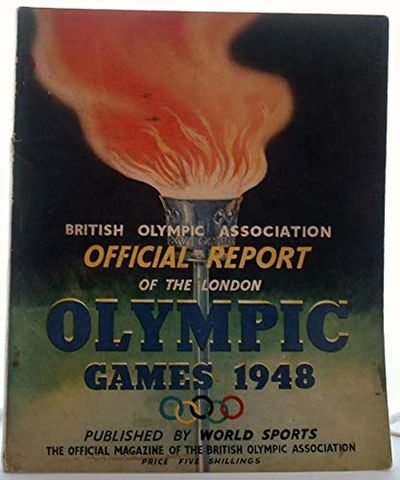 BRITISH OLYMPIC ASSOCIATION
OFFICIAL REPORT
OF THE LONDON
OLYMPIC
GAMES 1948
PUBLISHED BY WORLD SPORTS
THE OFFICIAL MAGAZINE OF THE BRITISH OLYMPIC ASSOCIATION
PRICE FIVE SHILLINGS